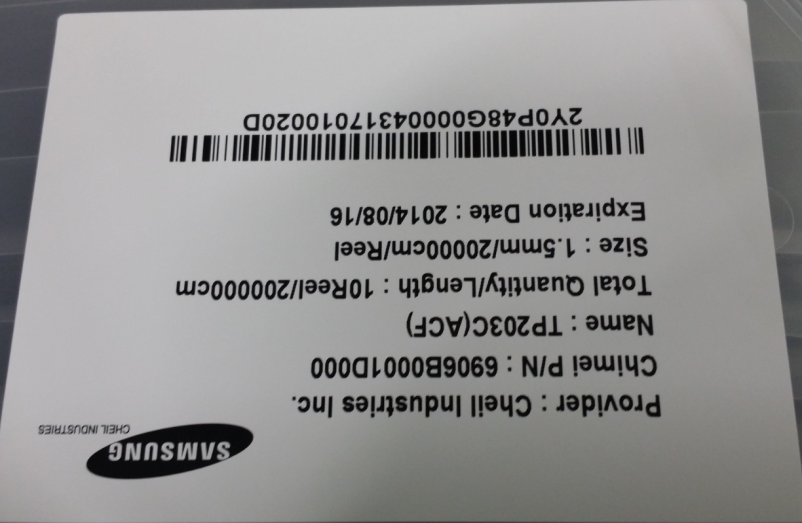 SAMSUNG
CHEIL INDUSTRIES
Provider : Cheil Industries Inc.
Chimei P/N : 6906B0001D000
Name : TP203C(ACF)
Total Quantity/Length : 10Reel/200000cm
Size : 1.5mm/20000cm/Reel
Expiration Date : 2014/08/16
2Y0P48G00004317010020D